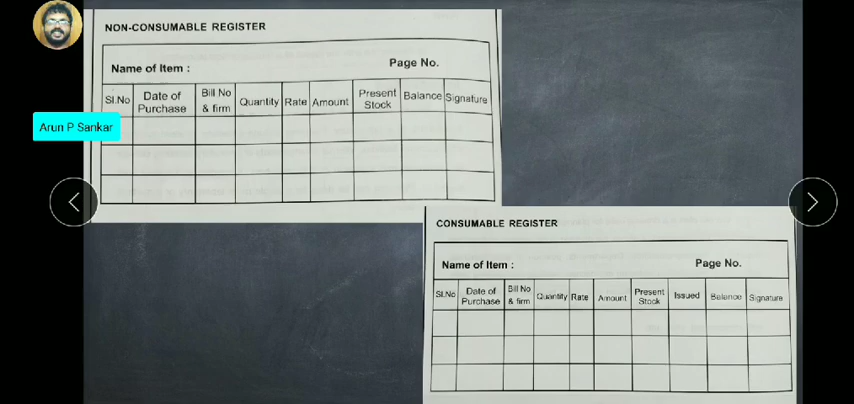 NON-CONSUMABLE REGISTER
Name of Item : Page No.
Sl.No Date of Purchase Bill No & firm Quantity Rate Amount Present Stock Balance Signature
Arun P Sankar
CONSUMABLE REGISTER
Name of Item : Page No.
Sl.No Date of Purchase Bill No & firm Quantity Rate Amount Present Stock Issued Balance Signature